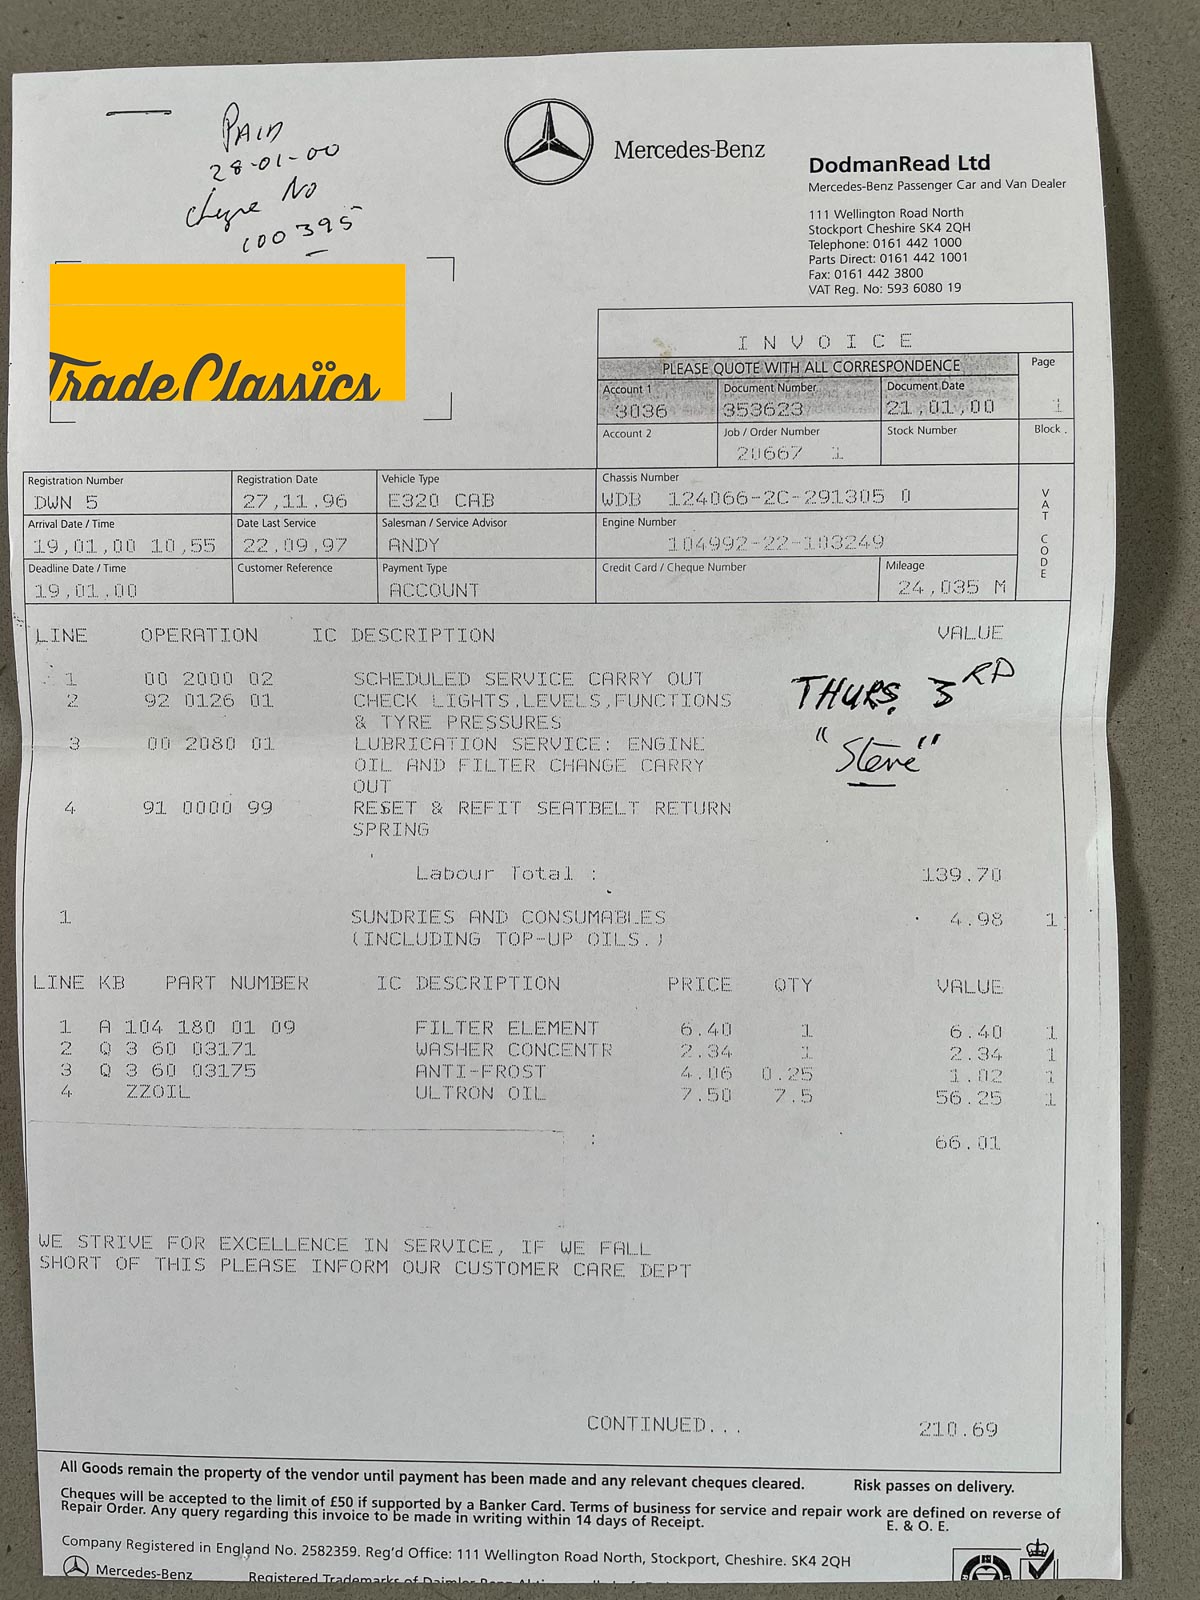 PAID
28-01-00
cheque No
100395
Mercedes-Benz
DodmanRead Ltd
Mercedes-Benz Passenger Car and Van Dealer
111 Wellington Road North
Stockport Cheshire SK4 2QH
Telephone: 0161 442 1000
Parts Direct: 0161 442 1001
Fax: 0161 442 3800
VAT Reg. No: 593 6080 19
Trade Classïcs
INVOICE
PLEASE QUOTE WITH ALL CORRESPONDENCE Page
Account 1 Document Number Document Date
3036 353623 21,01,00 1
Account 2 Job / Order Number Stock Number Block
20667 1
Registration Number Registration Date Vehicle Type Chassis Number
DWN 5 27,11.96 E320 CAB WDB 124066-2C-291305 0
Arrival Date / Time Date Last Service Salesman / Service Advisor Engine Number
19,01,00 10,55 22.09.97 ANDY 104992-22-103249
Deadline Date / Time Customer Reference Payment Type Credit Card / Cheque Number Mileage
19,01.00 ACCOUNT 24,035 M
VAT CODE
LINE OPERATION IC DESCRIPTION VALUE
1 00 2000 02 SCHEDULED SERVICE CARRY OUT
2 92 0126 01 CHECK LIGHTS,LEVELS,FUNCTIONS
& TYRE PRESSURES
3 00 2080 01 LUBRICATION SERVICE: ENGINE
OIL AND FILTER CHANGE CARRY
OUT
4 91 0000 99 RESET & REFIT SEATBELT RETURN
SPRING
THURS. 3RD
"Steve"
Labour Total : 139.70
1 SUNDRIES AND CONSUMABLES 4.98 1
(INCLUDING TOP-UP OILS.)
LINE KB PART NUMBER IC DESCRIPTION PRICE QTY VALUE
1 A 104 180 01 09 FILTER ELEMENT 6.40 1 6.40 1
2 Q 3 60 03171 WASHER CONCENTR 2.34 1 2.34 1
3 Q 3 60 03175 ANTI-FROST 4.06 0.25 1.02 1
4 ZZOIL ULTRON OIL 7.50 7.5 56.25 1
: 66.01
WE STRIVE FOR EXCELLENCE IN SERVICE, IF WE FALL
SHORT OF THIS PLEASE INFORM OUR CUSTOMER CARE DEPT
CONTINUED... 210.69
All Goods remain the property of the vendor until payment has been made and any relevant cheques cleared. Risk passes on delivery.
Cheques will be accepted to the limit of £50 if supported by a Banker Card. Terms of business for service and repair work are defined on reverse of
Repair Order. Any query regarding this invoice to be made in writing within 14 days of Receipt. E. & O. E.
Company Registered in England No. 2582359. Reg'd Office: 111 Wellington Road North, Stockport, Cheshire. SK4 2QH
Mercedes-Benz Registered Trademarks of